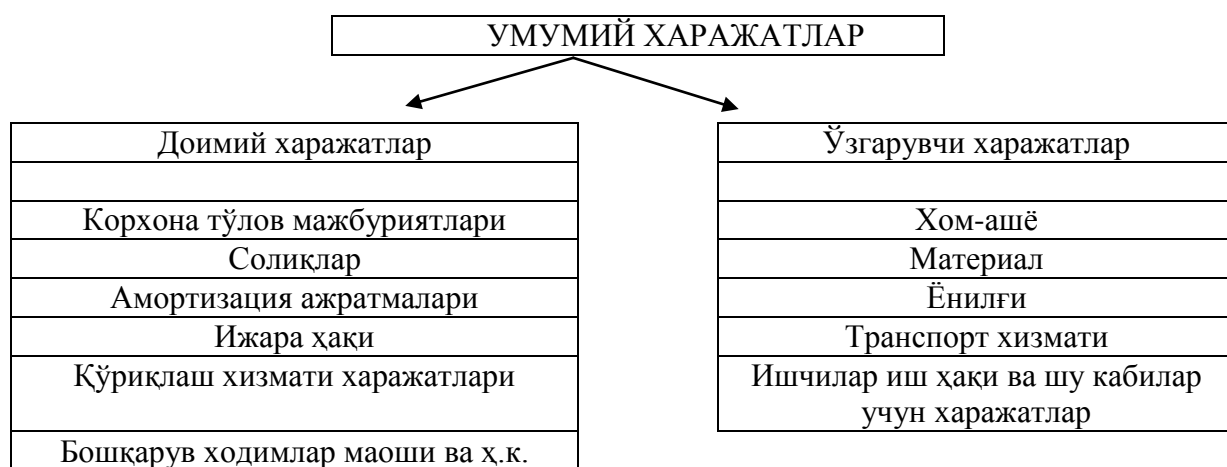 УМУМИЙ ХАРАЖАТЛАР
Доимий харажатлар
Корхона тўлов мажбуриятлари
Солиқлар
Амортизация ажратмалари
Ижара ҳақи
Қўриқлаш хизмати харажатлари
Бошқарув ходимлар маоши ва ҳ.к.
Ўзгарувчи харажатлар
Хом-ашё
Материал
Ёнилғи
Транспорт хизмати
Ишчилар иш ҳақи ва шу кабилар
учун харажатлар